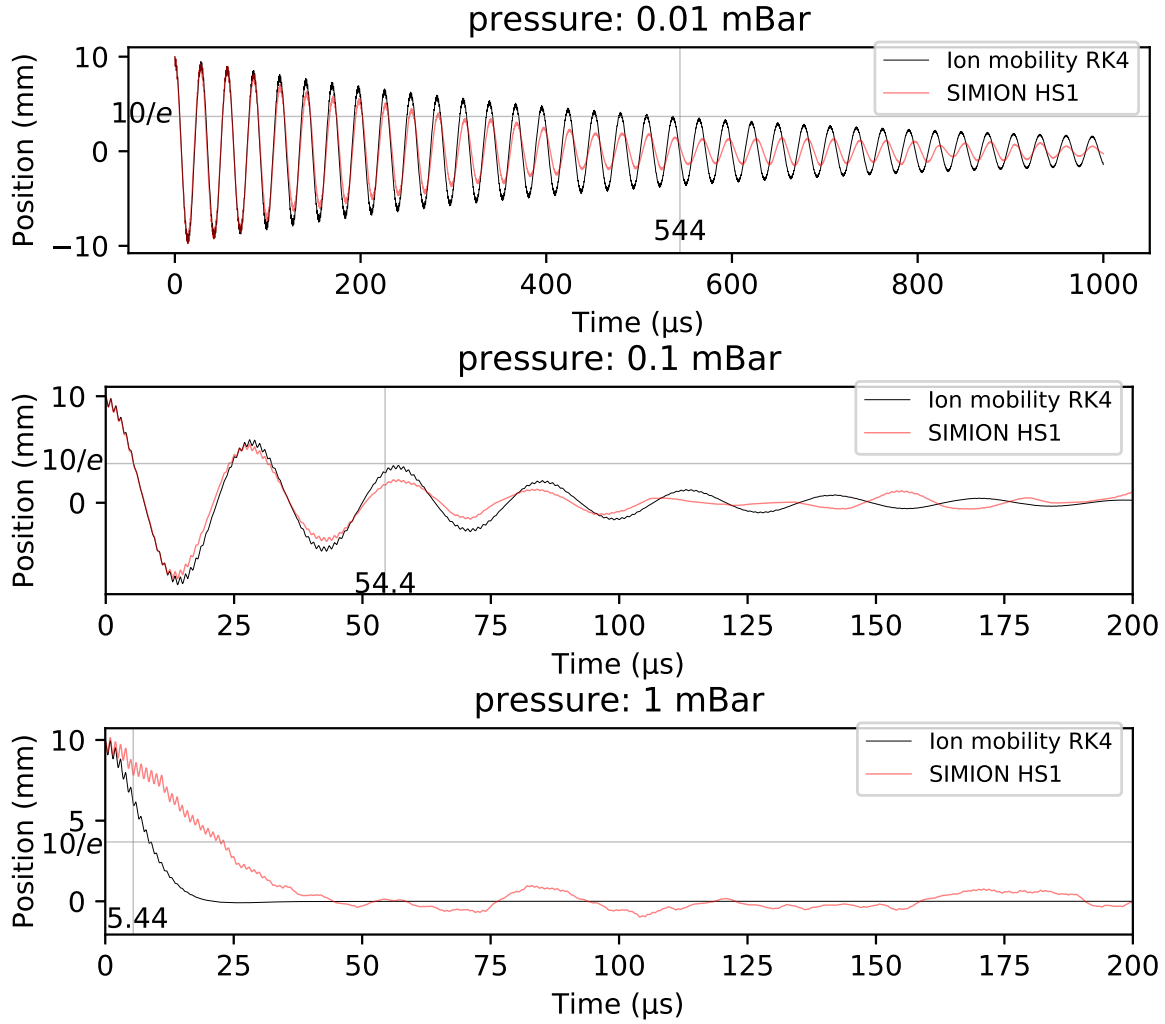 pressure: 0.01 mBar
Position (mm)
10
10/e
0
−10
Ion mobility RK4
SIMION HS1
544
0 200 400 600 800 1000
Time (μs)
pressure: 0.1 mBar
Position (mm)
10
10/e
0
Ion mobility RK4
SIMION HS1
54.4
0 25 50 75 100 125 150 175 200
Time (μs)
pressure: 1 mBar
Position (mm)
10
5
10/e
0
Ion mobility RK4
SIMION HS1
5.44
0 25 50 75 100 125 150 175 200
Time (μs)